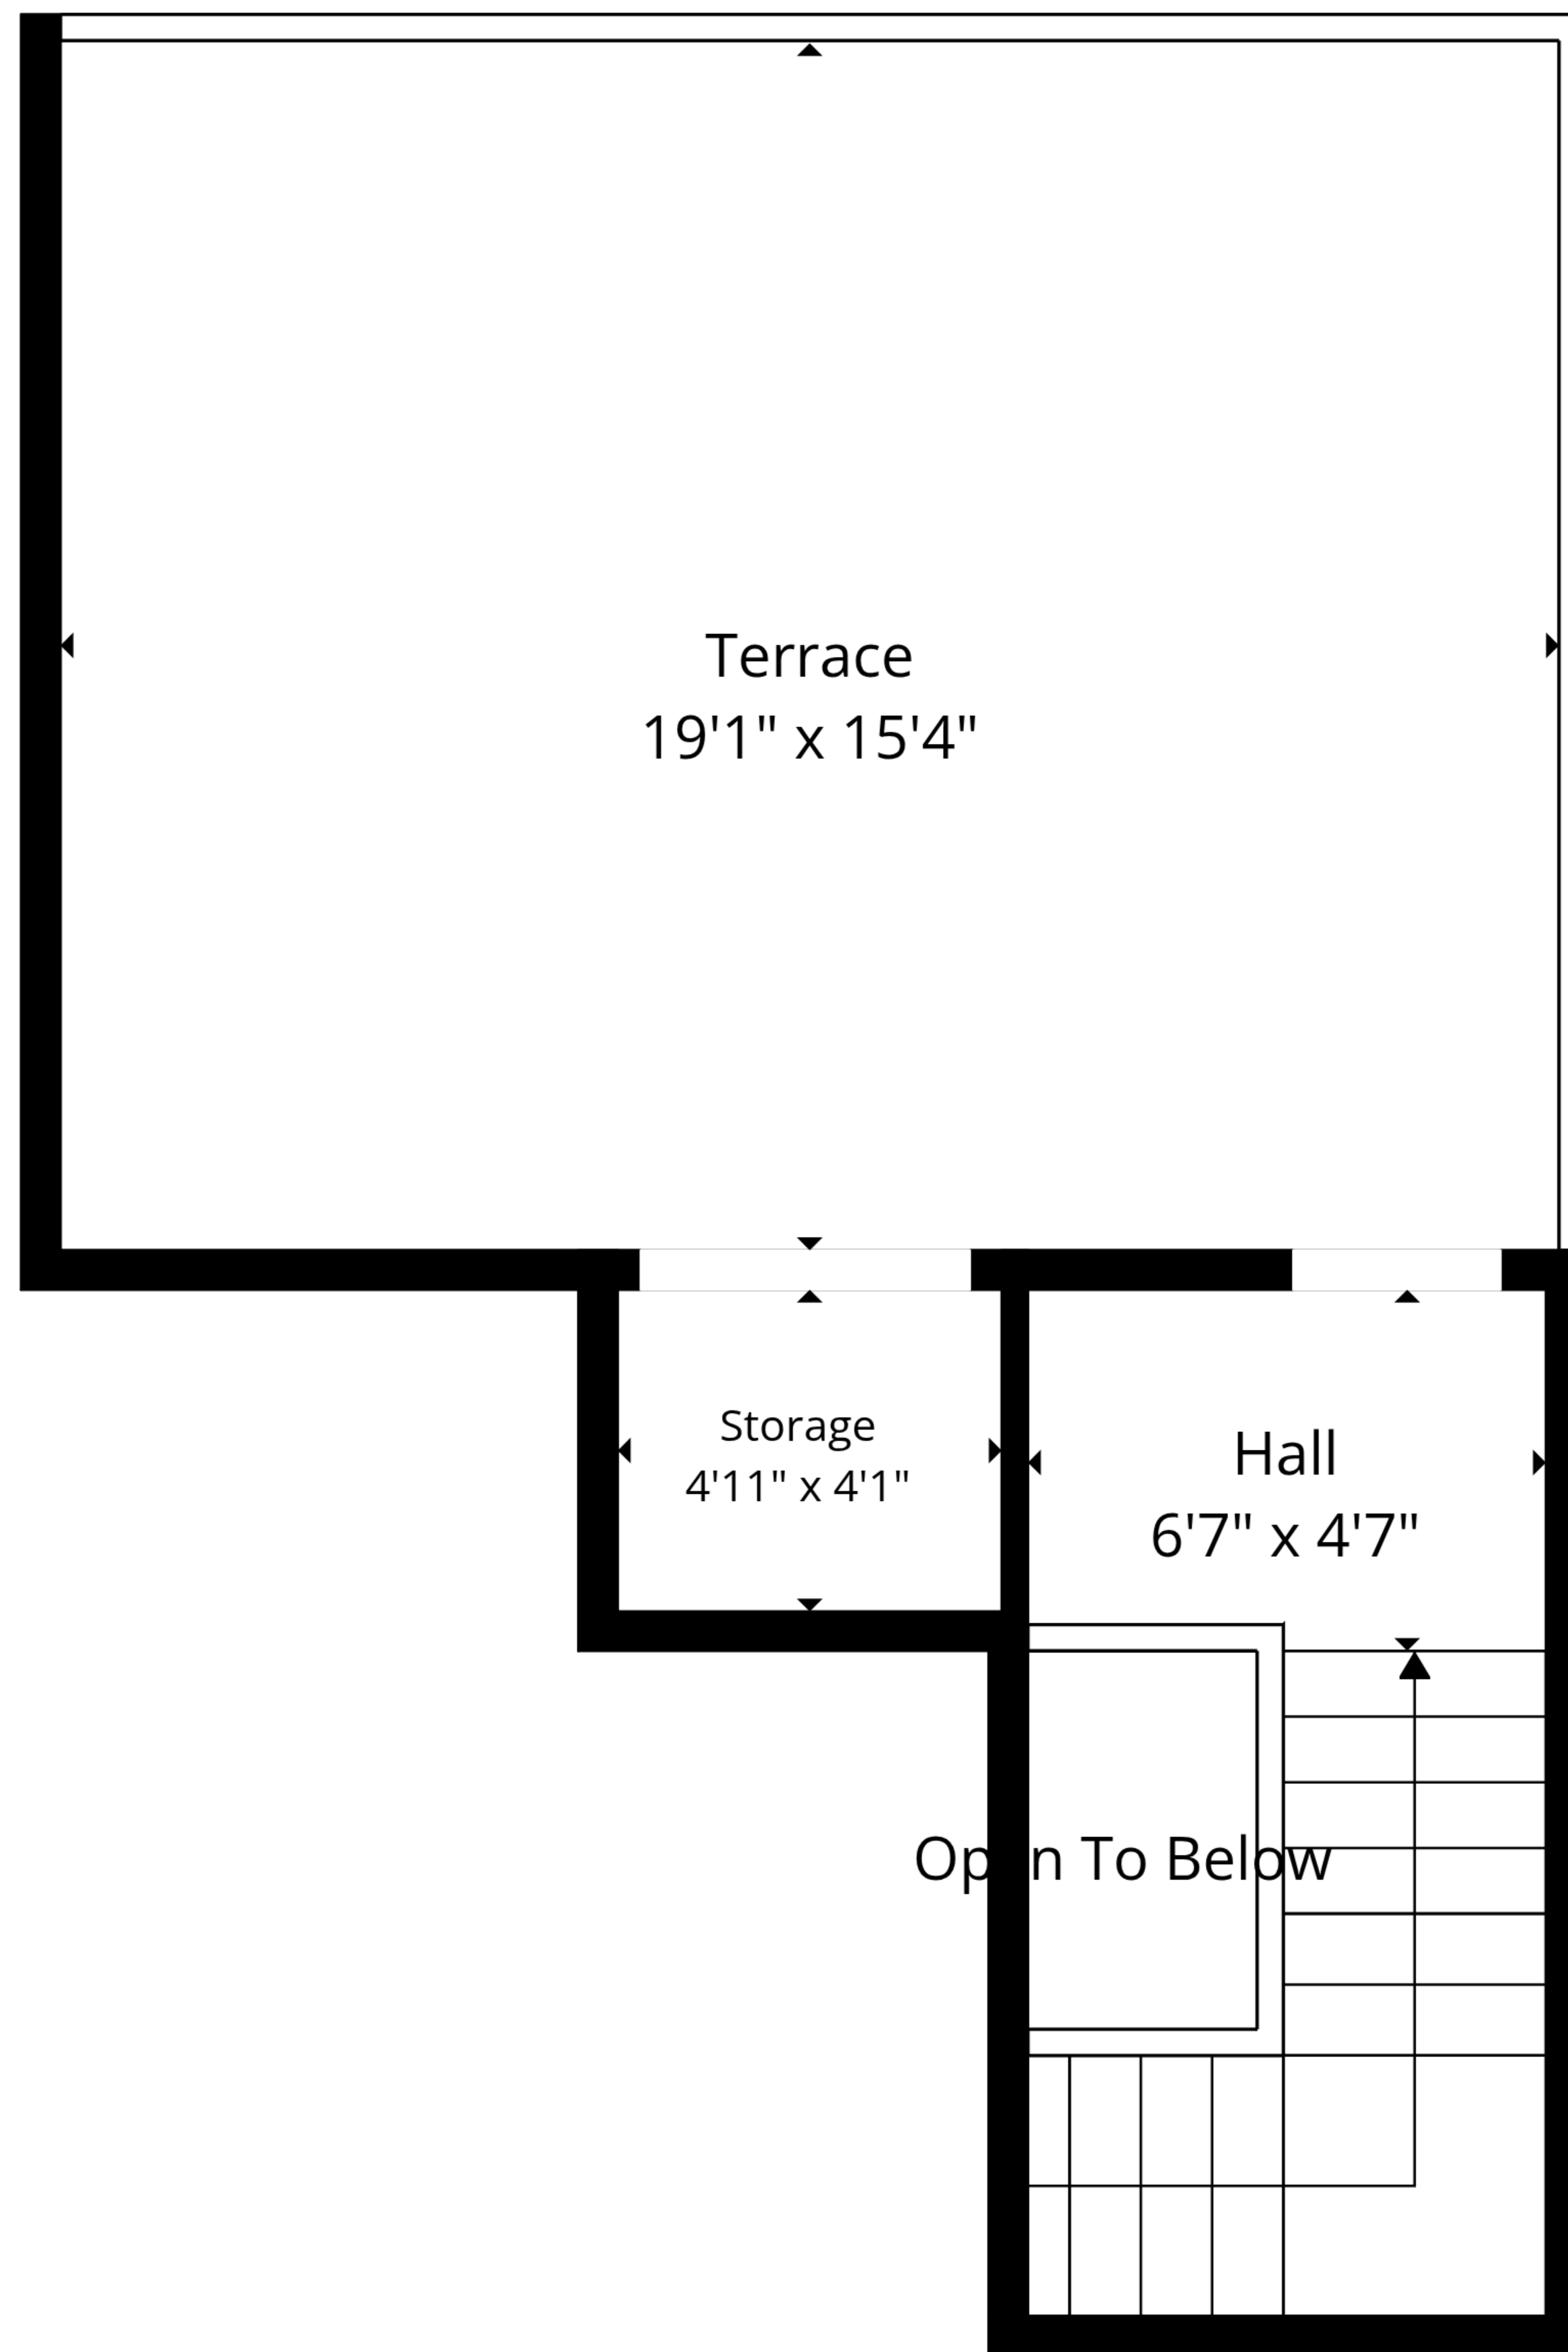 Terrace
19'1" x 15'4"
Storage
4'11" x 4'1"
Hall
6'7" x 4'7"
Open To Below